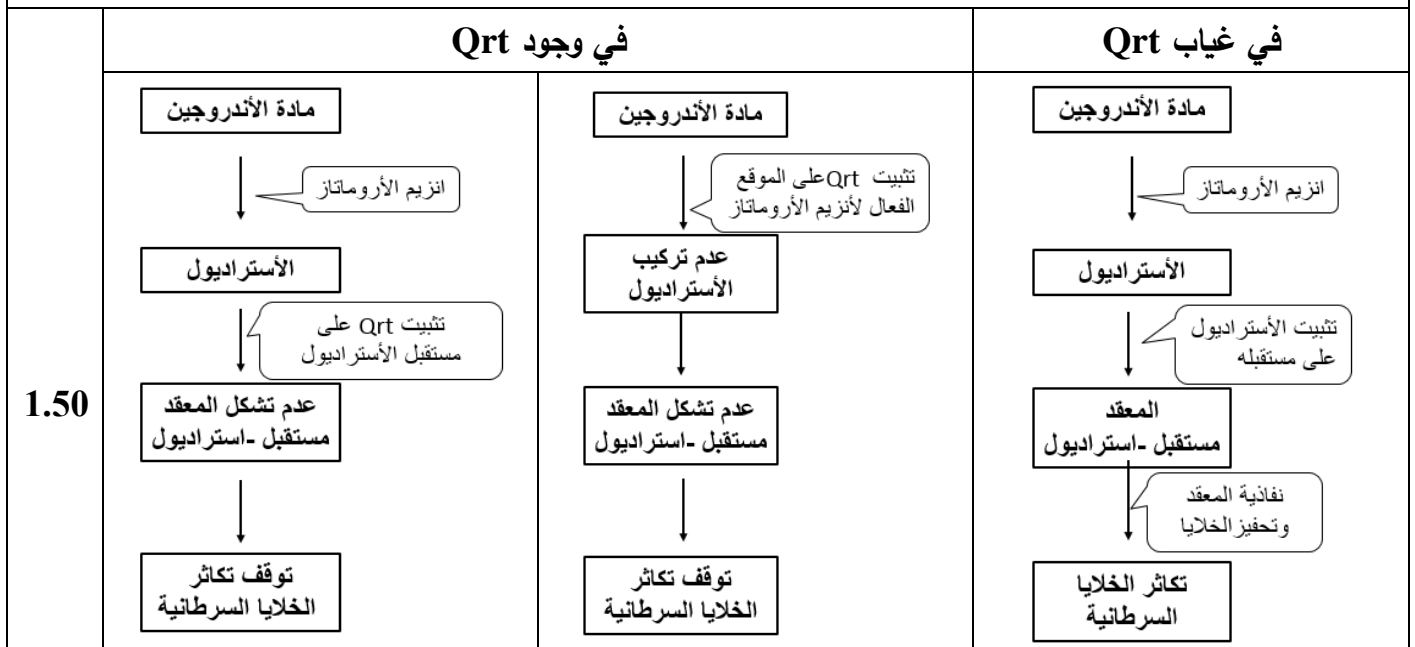 في غياب Qrt
مادة الأندروجين
انزيم الأروماتاز
الأستراديول
تثبيت الأستراديول
على مستقبله
المعقد
مستقبل -استراديول
نفاذية المعقد
وتحفيز الخلايا
تكاثر الخلايا
السرطانية
في وجود Qrt
مادة الأندروجين
تثبيت Qrt على الموقع
الفعال لأنزيم الأروماتاز
عدم تركيب
الأستراديول
عدم تشكل المعقد
مستقبل -استراديول
توقف تكاثر
الخلايا السرطانية
مادة الأندروجين
انزيم الأروماتاز
الأستراديول
تثبيت Qrt على
مستقبل الأستراديول
عدم تشكل المعقد
مستقبل -استراديول
توقف تكاثر
الخلايا السرطانية
1.50